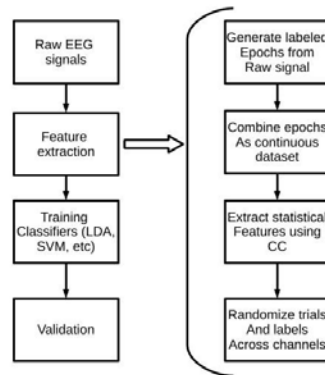 Raw EEG
signals
Feature
extraction
Training
Classifiers (LDA,
SVM, etc)
Validation
Generate labeled
Epochs from
Raw signal
Combine epochs
As continuous
dataset
Extract statistical
Features using
CC
Randomize trials
And labels
Across channels